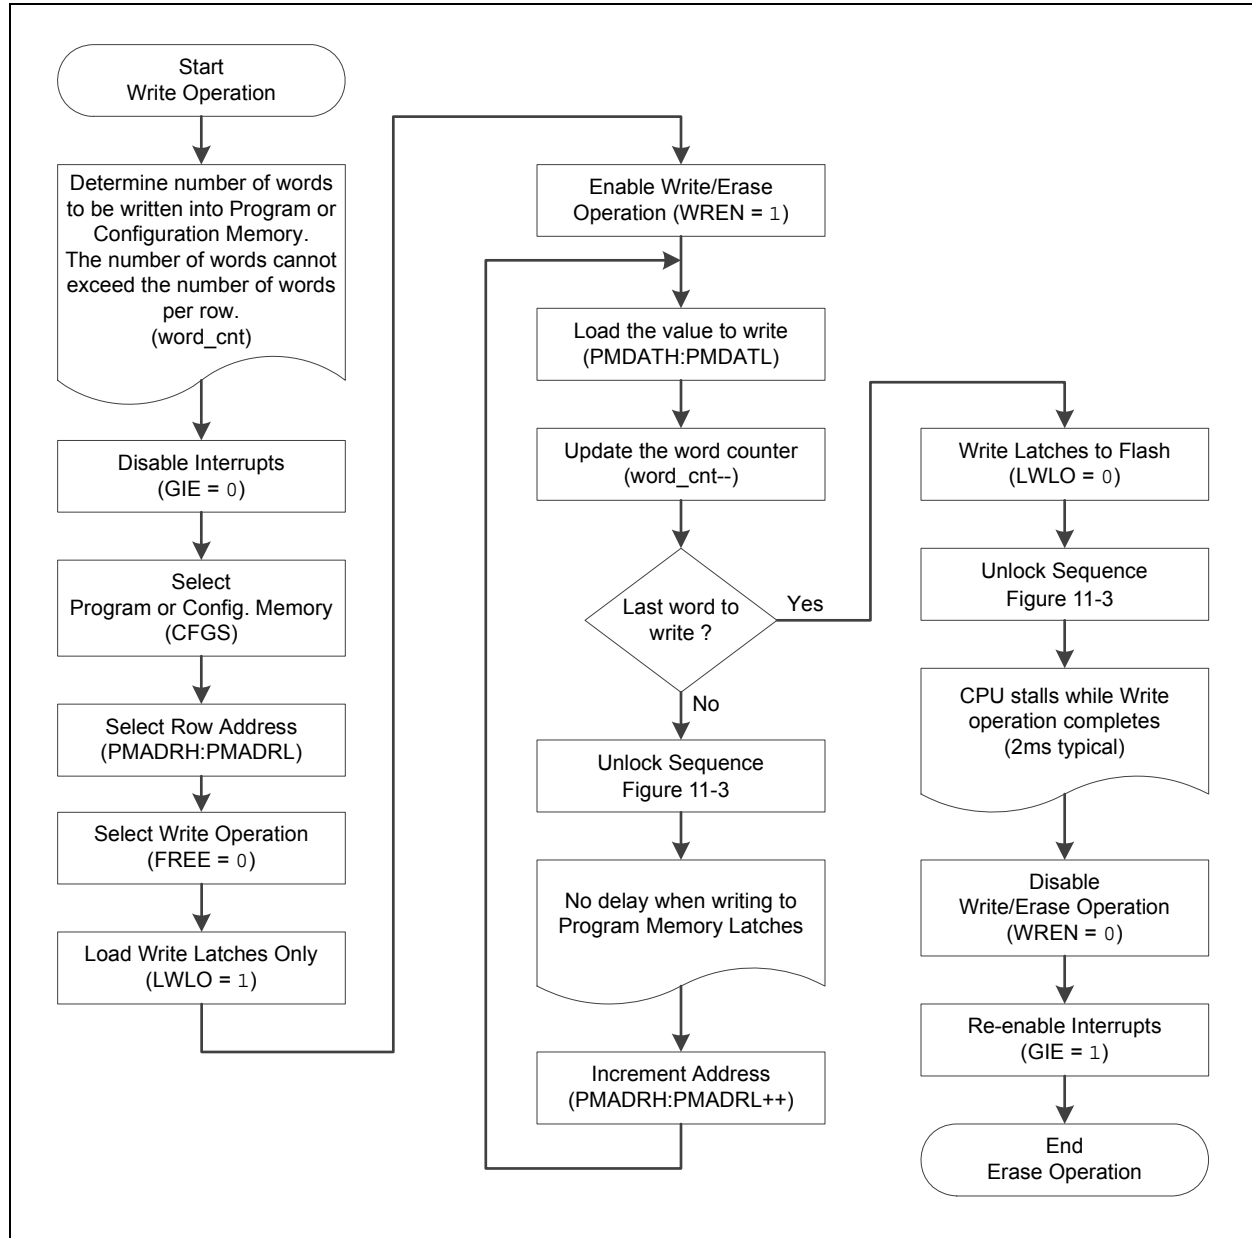 Start
Write Operation
Determine number of words
to be written into Program or
Configuration Memory.
The number of words cannot
exceed the number of words
per row.
(word_cnt)
Disable Interrupts
(GIE = 0)
Select
Program or Config. Memory
(CFGS)
Select Row Address
(PMADRH:PMADRL)
Select Write Operation
(FREE = 0)
Load Write Latches Only
(LWLO = 1)
Enable Write/Erase
Operation (WREN = 1)
Load the value to write
(PMDATH:PMDATL)
Update the word counter
(word_cnt--)
Last word to
write ?
Yes
No
Unlock Sequence
Figure 11-3
No delay when writing to
Program Memory Latches
Increment Address
(PMADRH:PMADRL++)
Write Latches to Flash
(LWLO = 0)
Unlock Sequence
Figure 11-3
CPU stalls while Write
operation completes
(2ms typical)
Disable
Write/Erase Operation
(WREN = 0)
Re-enable Interrupts
(GIE = 1)
End
Erase Operation